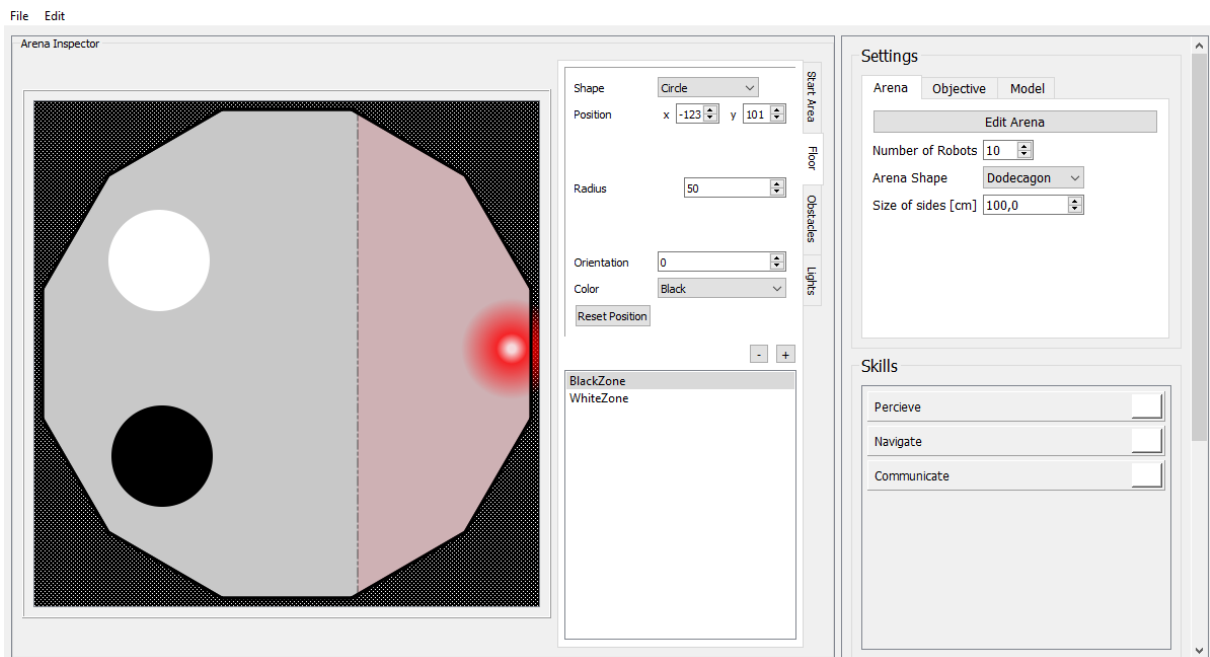 File Edit
Arena Inspector
Shape Circle
Position x -123 y 101
Radius 50
Orientation 0
Color Black
Reset Position
- +
BlackZone
WhiteZone
Start Area
Floor
Obstacles
Lights
Settings
Arena Objective Model
Edit Arena
Number of Robots 10
Arena Shape Dodecagon
Size of sides [cm] 100,0
Skills
Percieve
Navigate
Communicate